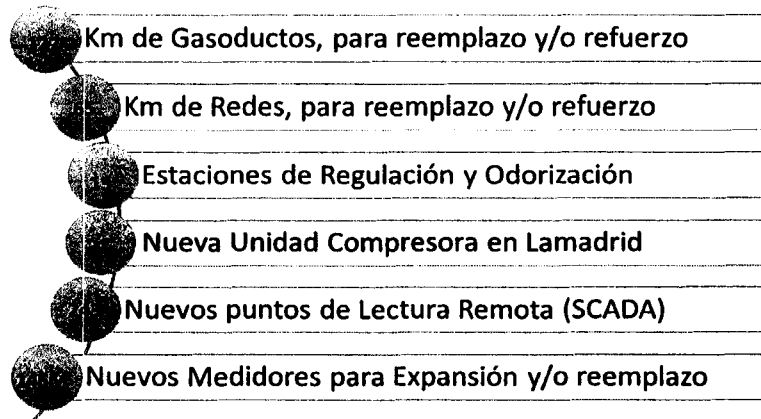 Km de Gasoductos, para reemplazo y/o refuerzo
Km de Redes, para reemplazo y/o refuerzo
Estaciones de Regulación y Odorización
Nueva Unidad Compresora en Lamadrid
Nuevos puntos de Lectura Remota (SCADA)
Nuevos Medidores para Expansión y/o reemplazo